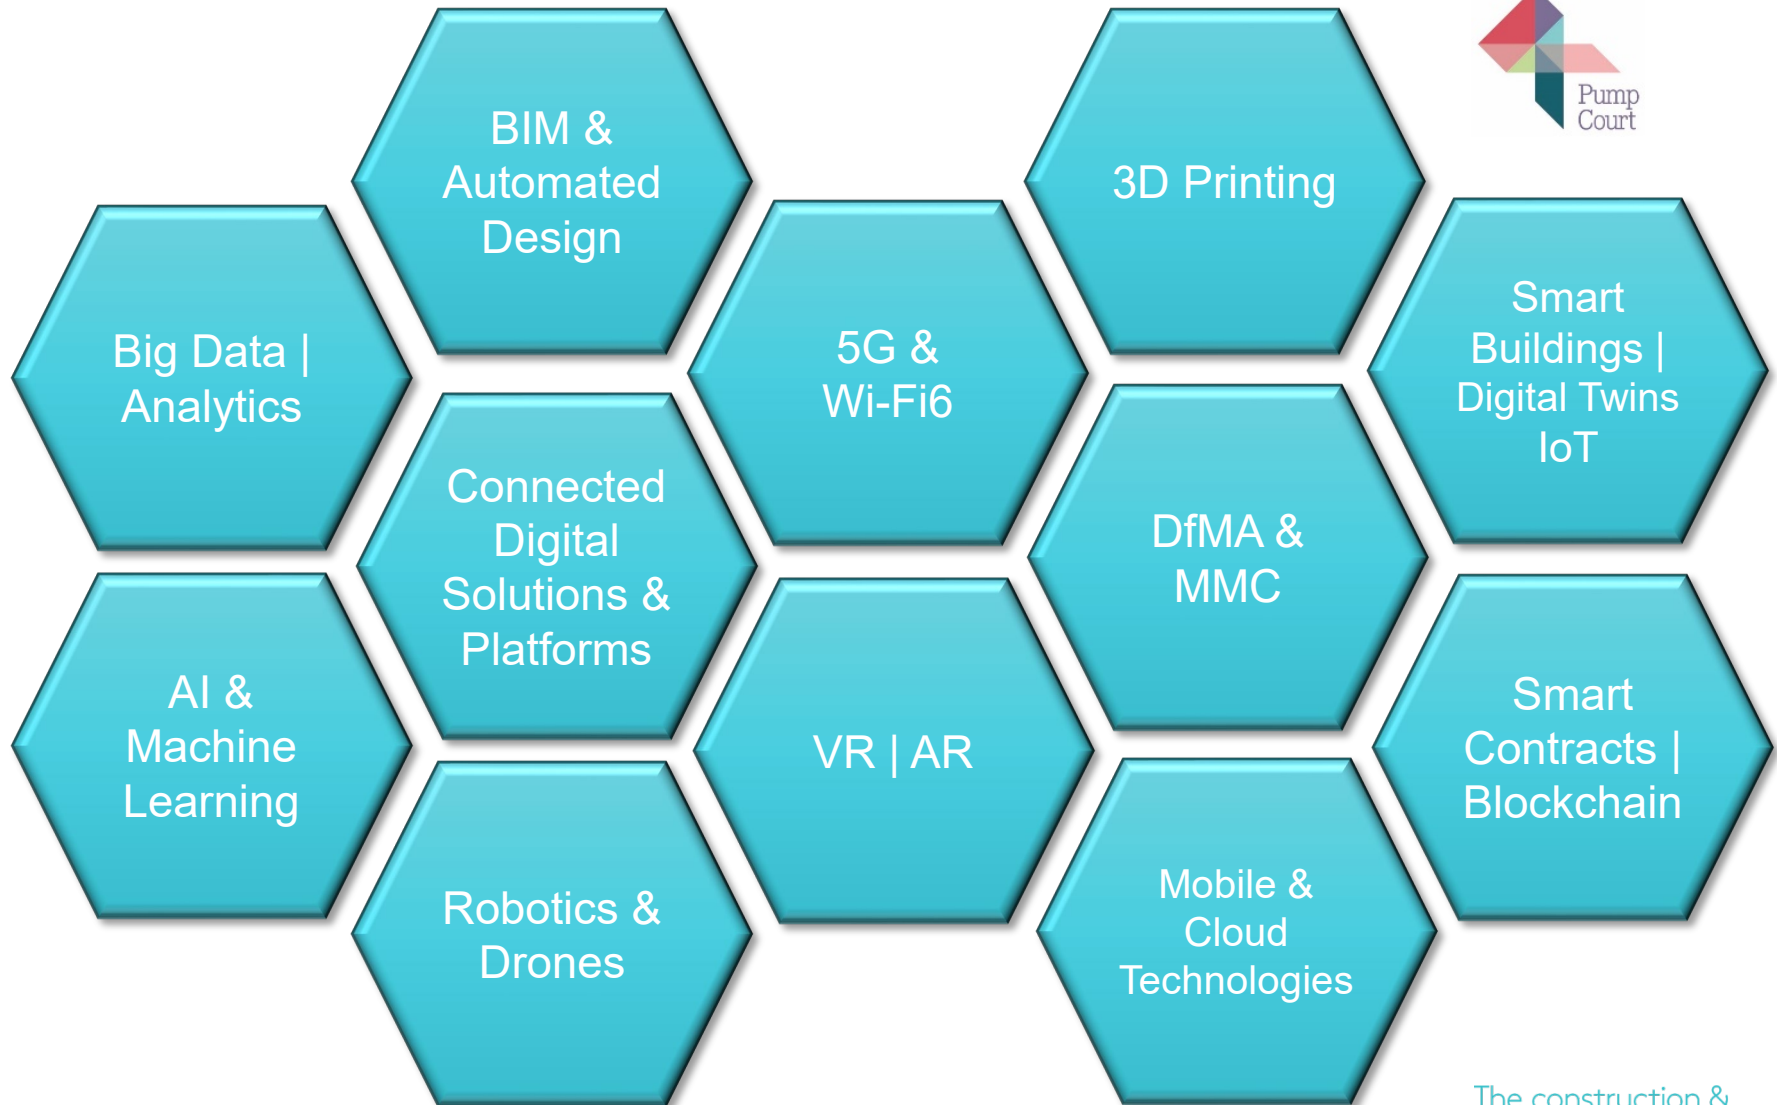 BIM &
Automated
Design
3D Printing
Pump
Court
Big Data |
Analytics
5G &
Wi-Fi6
Smart
Buildings |
Digital Twins
IoT
Connected
Digital
Solutions &
Platforms
DfMA &
MMC
AI &
Machine
Learning
VR | AR
Smart
Contracts |
Blockchain
Robotics &
Drones
Mobile &
Cloud
Technologies
The construction &